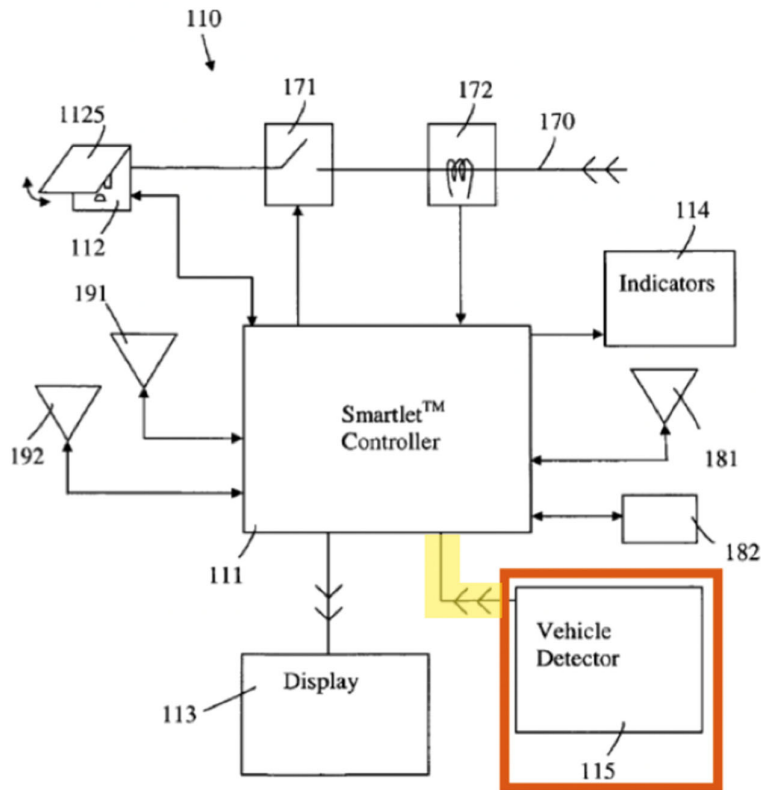 110
171
172
170
1125
112
114
Indicators
191
192
Smartlet™
Controller
181
182
111
Vehicle
Detector
Display
113
115